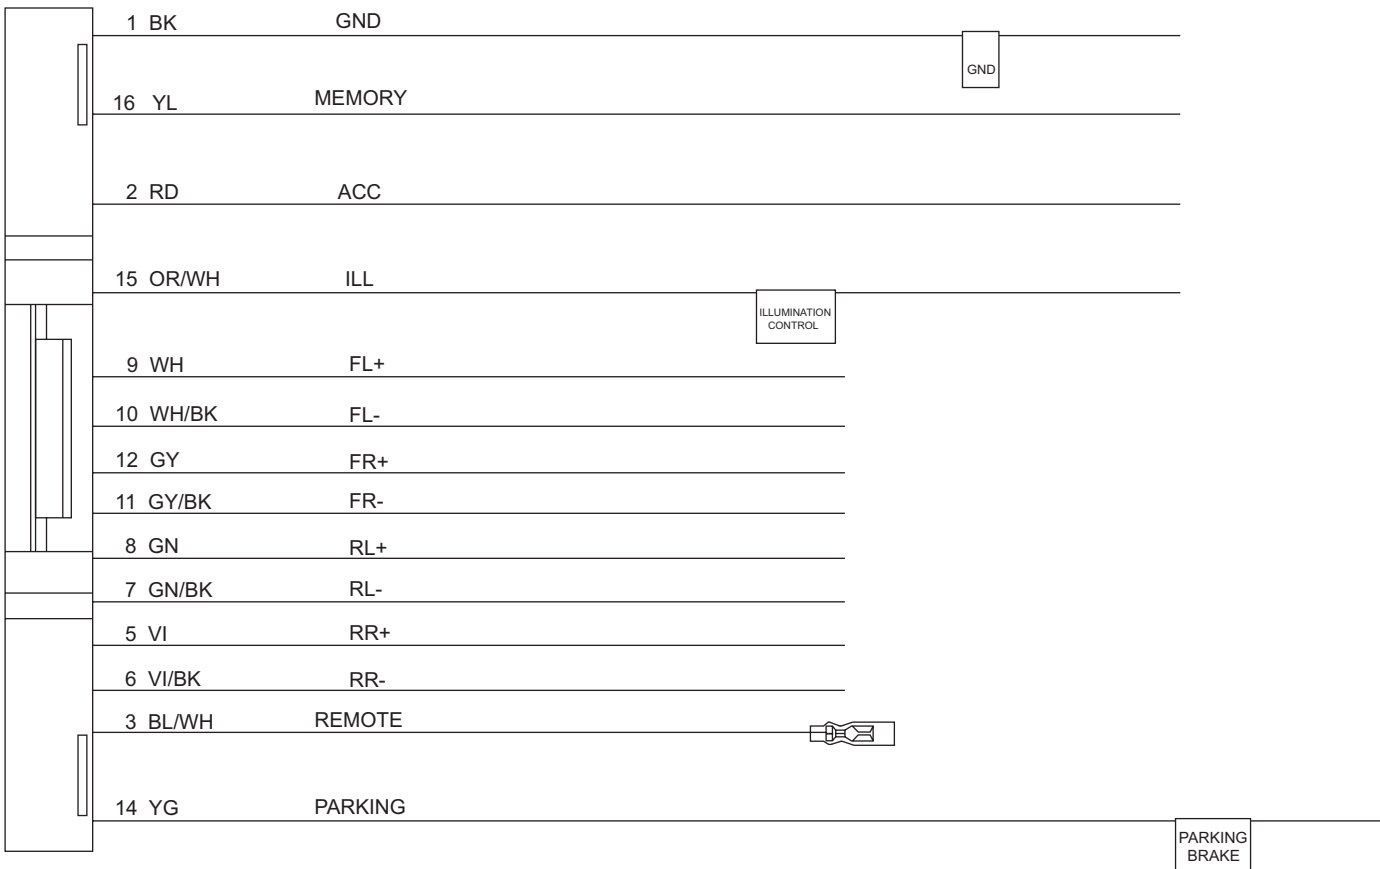 1 BK GND
GND
16 YL MEMORY
2 RD ACC
15 OR/WH ILL
ILLUMINATION
CONTROL
9 WH FL+
10 WH/BK FL-
12 GY FR+
11 GY/BK FR-
8 GN RL+
7 GN/BK RL-
5 VI RR+
6 VI/BK RR-
3 BL/WH REMOTE
14 YG PARKING
PARKING
BRAKE